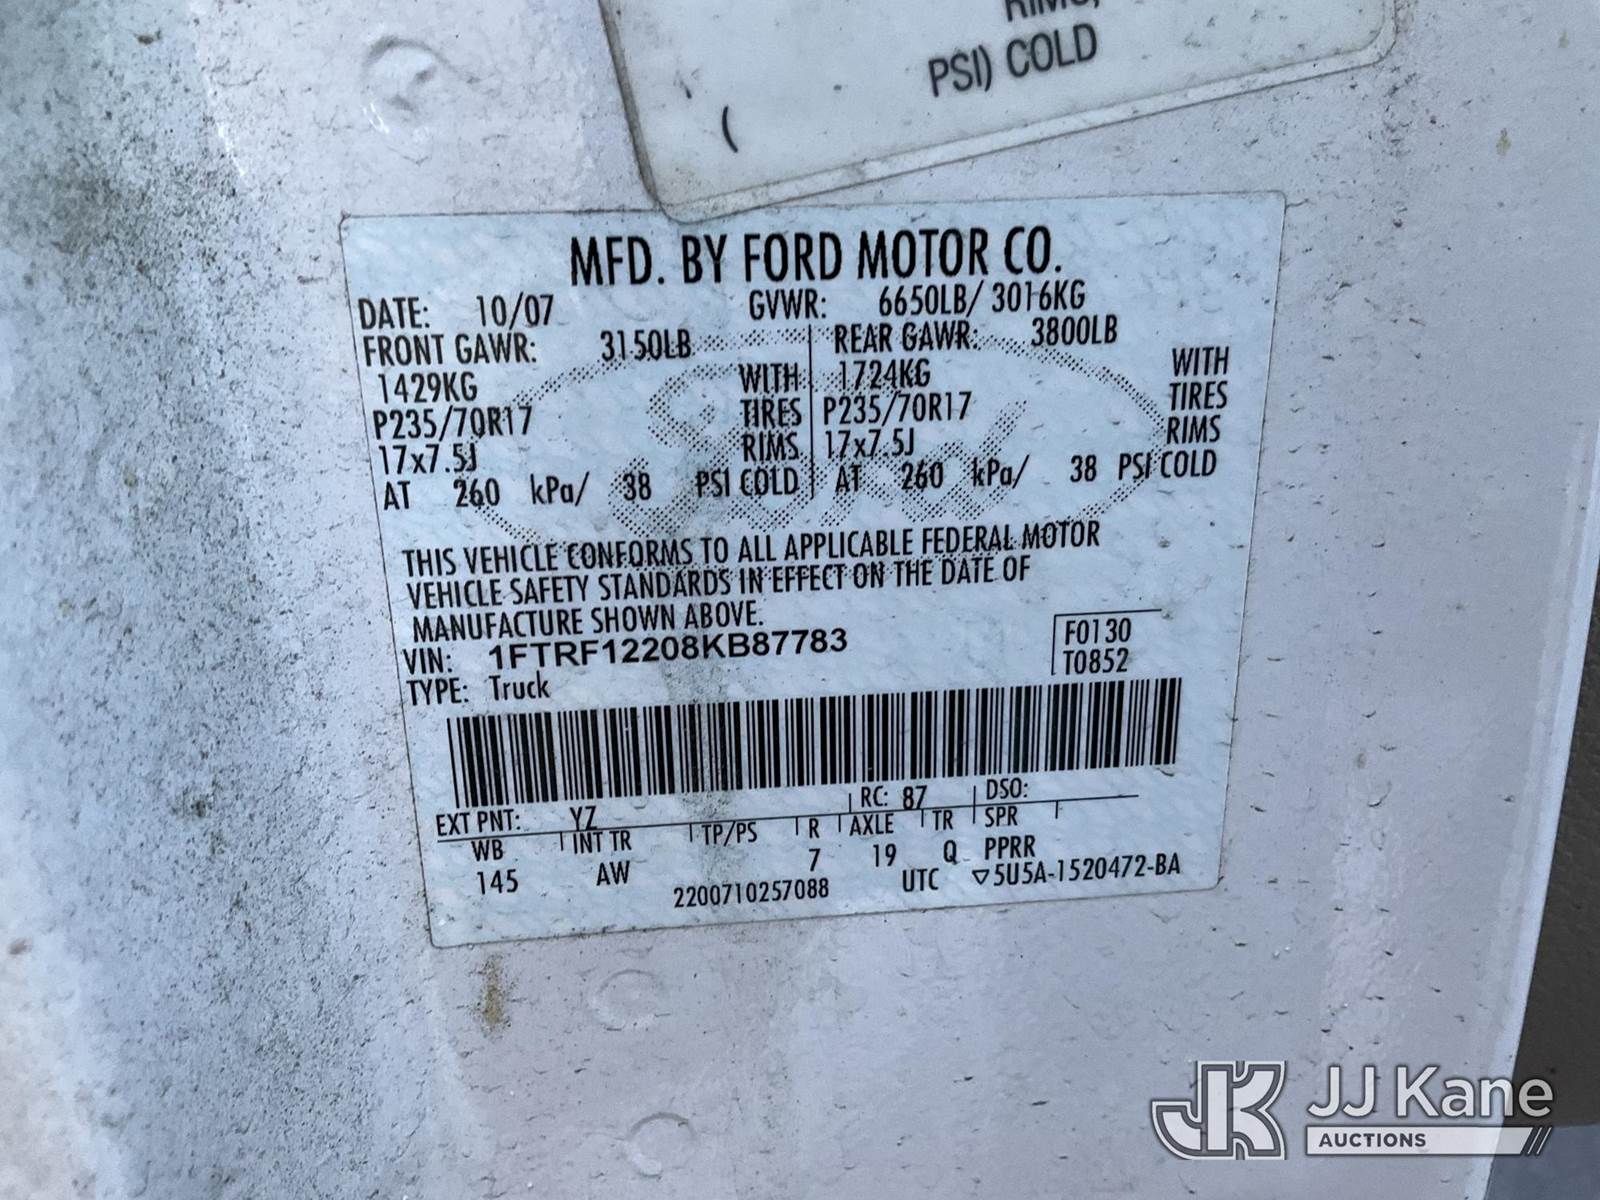 PSI) COLD
(
MFD. BY FORD MOTOR CO.
DATE: 10/07 GVWR: 6650LB/ 3016KG
FRONT GAWR: 3150LB REAR GAWR: 3800LB
1429KG WITH 1724KG WITH
P235/70R17 TIRES P235/70R17 TIRES
17x7.5J RIMS 17x7.5J RIMS
AT 260 kPa/ 38 PSI COLD AT 260 kPa/ 38 PSI COLD
THIS VEHICLE CONFORMS TO ALL APPLICABLE FEDERAL MOTOR
VEHICLE SAFETY STANDARDS IN EFFECT ON THE DATE OF
MANUFACTURE SHOWN ABOVE.
VIN: 1FTRF12208KB87783 F0130
TYPE: Truck T0852
EXT PNT: YZ RC: 87 DSO:
WB INT TR TP/PS R AXLE TR SPR
145 AW 7 19 Q PPRR
2200710257088 UTC ▽5U5A-1520472-BA
JK JJ Kane
AUCTIONS